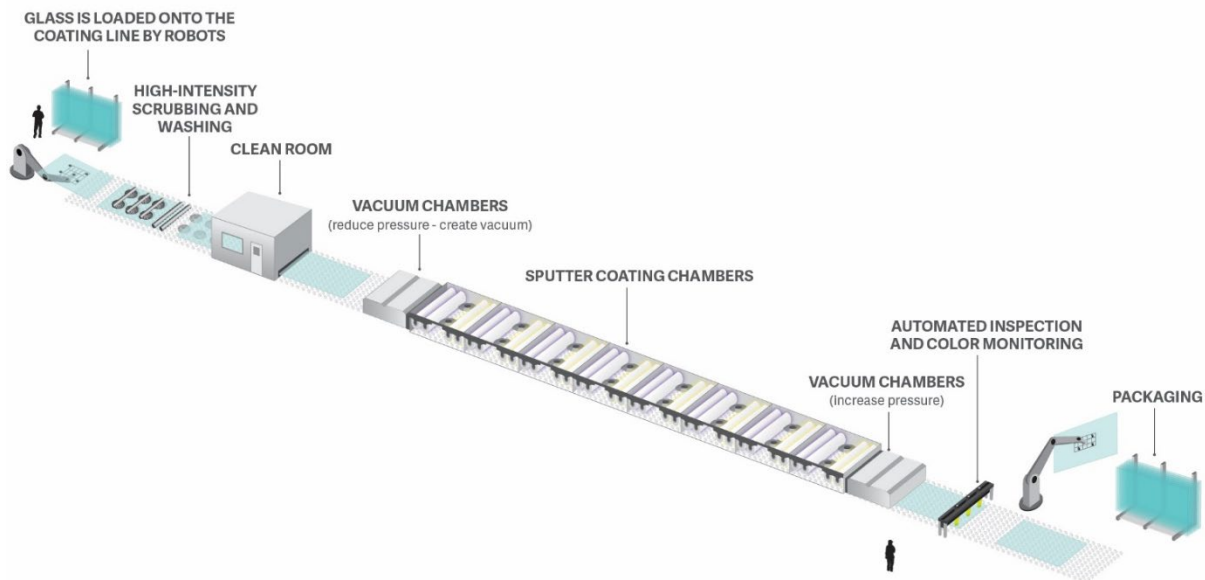 GLASS IS LOADED ONTO THE
COATING LINE BY ROBOTS
HIGH-INTENSITY
SCRUBBING AND
WASHING
CLEAN ROOM
VACUUM CHAMBERS
(reduce pressure - create vacuum)
SPUTTER COATING CHAMBERS
AUTOMATED INSPECTION
AND COLOR MONITORING
VACUUM CHAMBERS
(increase pressure)
PACKAGING